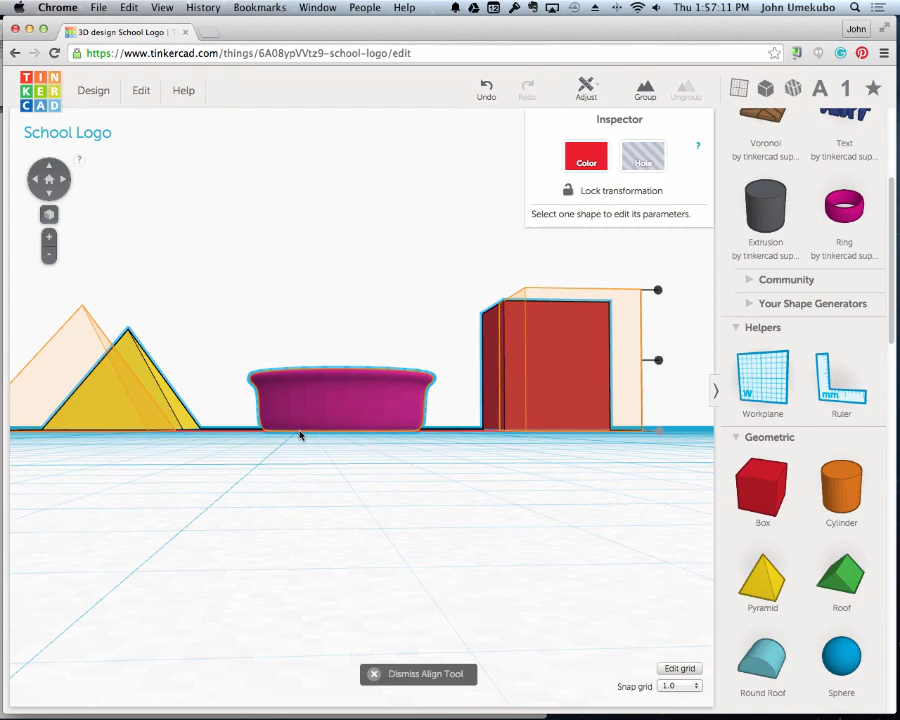 Chrome File Edit View History Bookmarks Window People Help
12
Thu 1:57:11 PM John Umekubo
3D design School Logo | T
John
https://www.tinkercad.com/things/6A08ypVVtz9-school-logo/edit
TIN
KER
CAD
Design Edit Help
Undo Redo Adjust Group Ungroup
A 1
School Logo
?
Inspector
Color Hole ?
Lock transformation
Select one shape to edit its parameters.
Voronoi Text
by tinkercad sup... by tinkercad sup...
Extrusion Ring
by tinkercad sup... by tinkercad sup...
Community
Your Shape Generators
Helpers
W mm
Workplane Ruler
Geometric
Box Cylinder
Pyramid Roof
Round Roof Sphere
Dismiss Align Tool
Edit grid
Snap grid 1.0